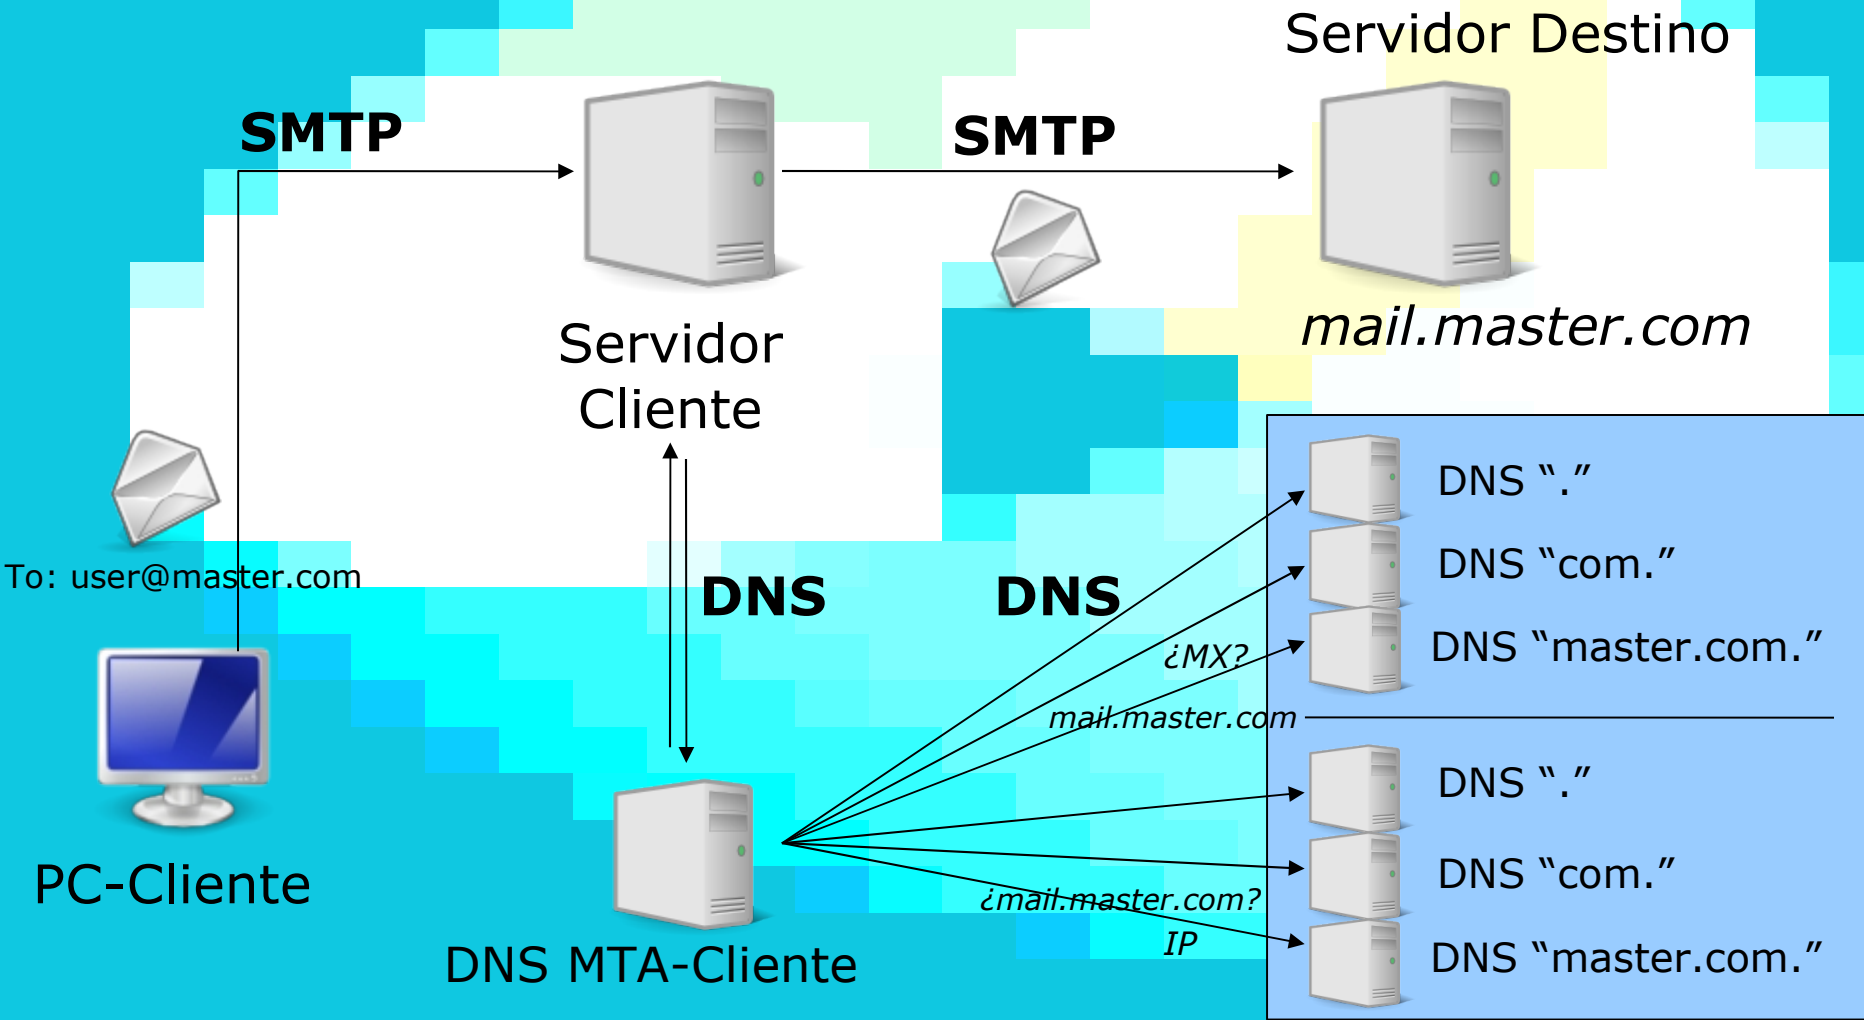 Servidor Destino
SMTP
SMTP
mail.master.com
Servidor
Cliente
To: user@master.com
DNS
DNS
DNS “.”
DNS “com.”
DNS “master.com.”
¿MX?
mail.master.com
DNS “.”
DNS “com.”
DNS “master.com.”
¿mail.master.com?
IP
PC-Cliente
DNS MTA-Cliente